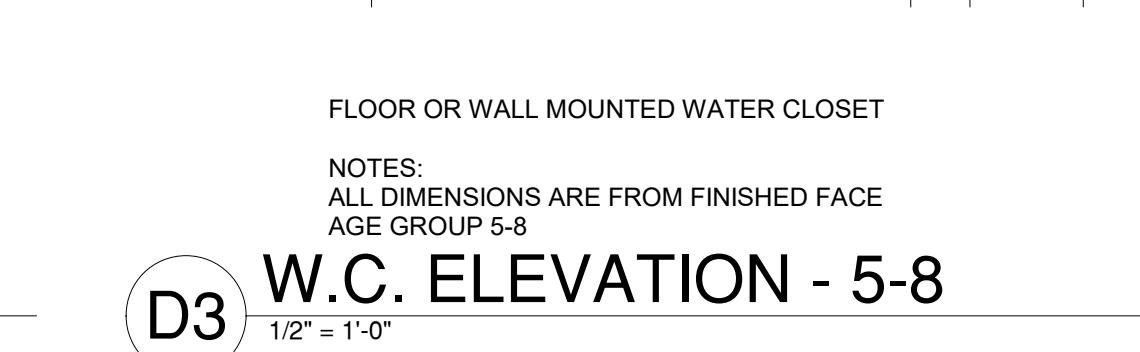 FLOOR OR WALL MOUNTED WATER CLOSET
NOTES:
ALL DIMENSIONS ARE FROM FINISHED FACE
AGE GROUP 5-8
W.C. ELEVATION - 5-8
D3
1/2" = 1'-0"